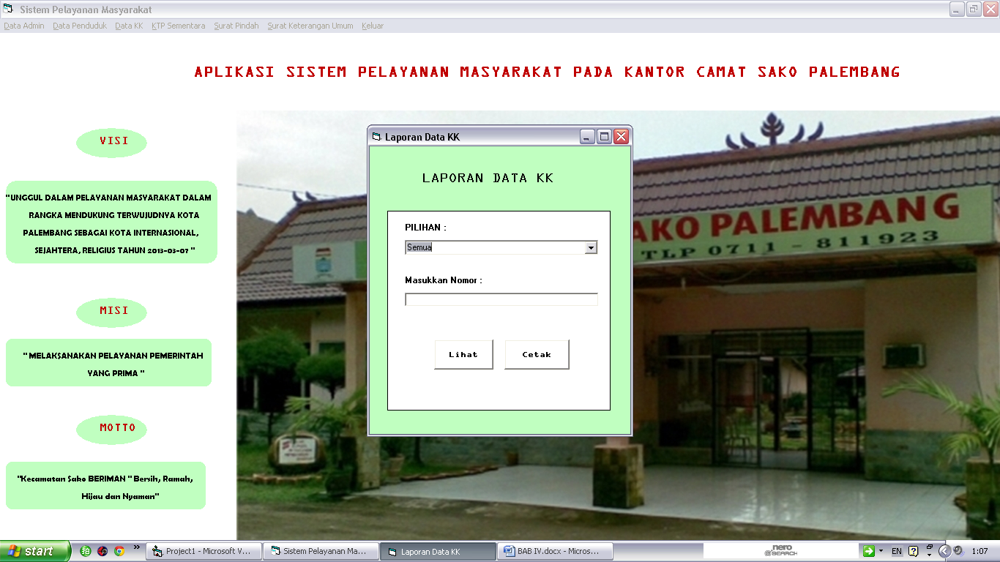 Sistem Pelayanan Masyarakat
Data Admin Data Penduduk Data KK KTP Sementara Surat Pindah Surat Keterangan Umum Keluar
APLIKASI SISTEM PELAYANAN MASYARAKAT PADA KANTOR CAMAT SAKO PALEMBANG
VISI
"UNGGUL DALAM PELAYANAN MASYARAKAT DALAM
RANGKA MENDUKUNG TERWUJUDNYA KOTA
PALEMBANG SEBAGAI KOTA INTERNASIONAL,
SEJAHTERA, RELIGIUS TAHUN 2013-03-07 "
MISI
" MELAKSANAKAN PELAYANAN PEMERINTAH
YANG PRIMA "
MOTTO
"Kecamatan Sako BERIMAN " Bersih, Ramah,
Hijau dan Nyaman"
Laporan Data KK
LAPORAN DATA KK
PILIHAN :
Semua
Masukkan Nomor :
Lihat Cetak
SAKO PALEMBANG
TLP 0711 - 811923
start
Project1 - Microsoft V...
Sistem Pelayanan Ma...
Laporan Data KK
BAB IV.docx - Micros...
nero
SEARCH
EN
1:07